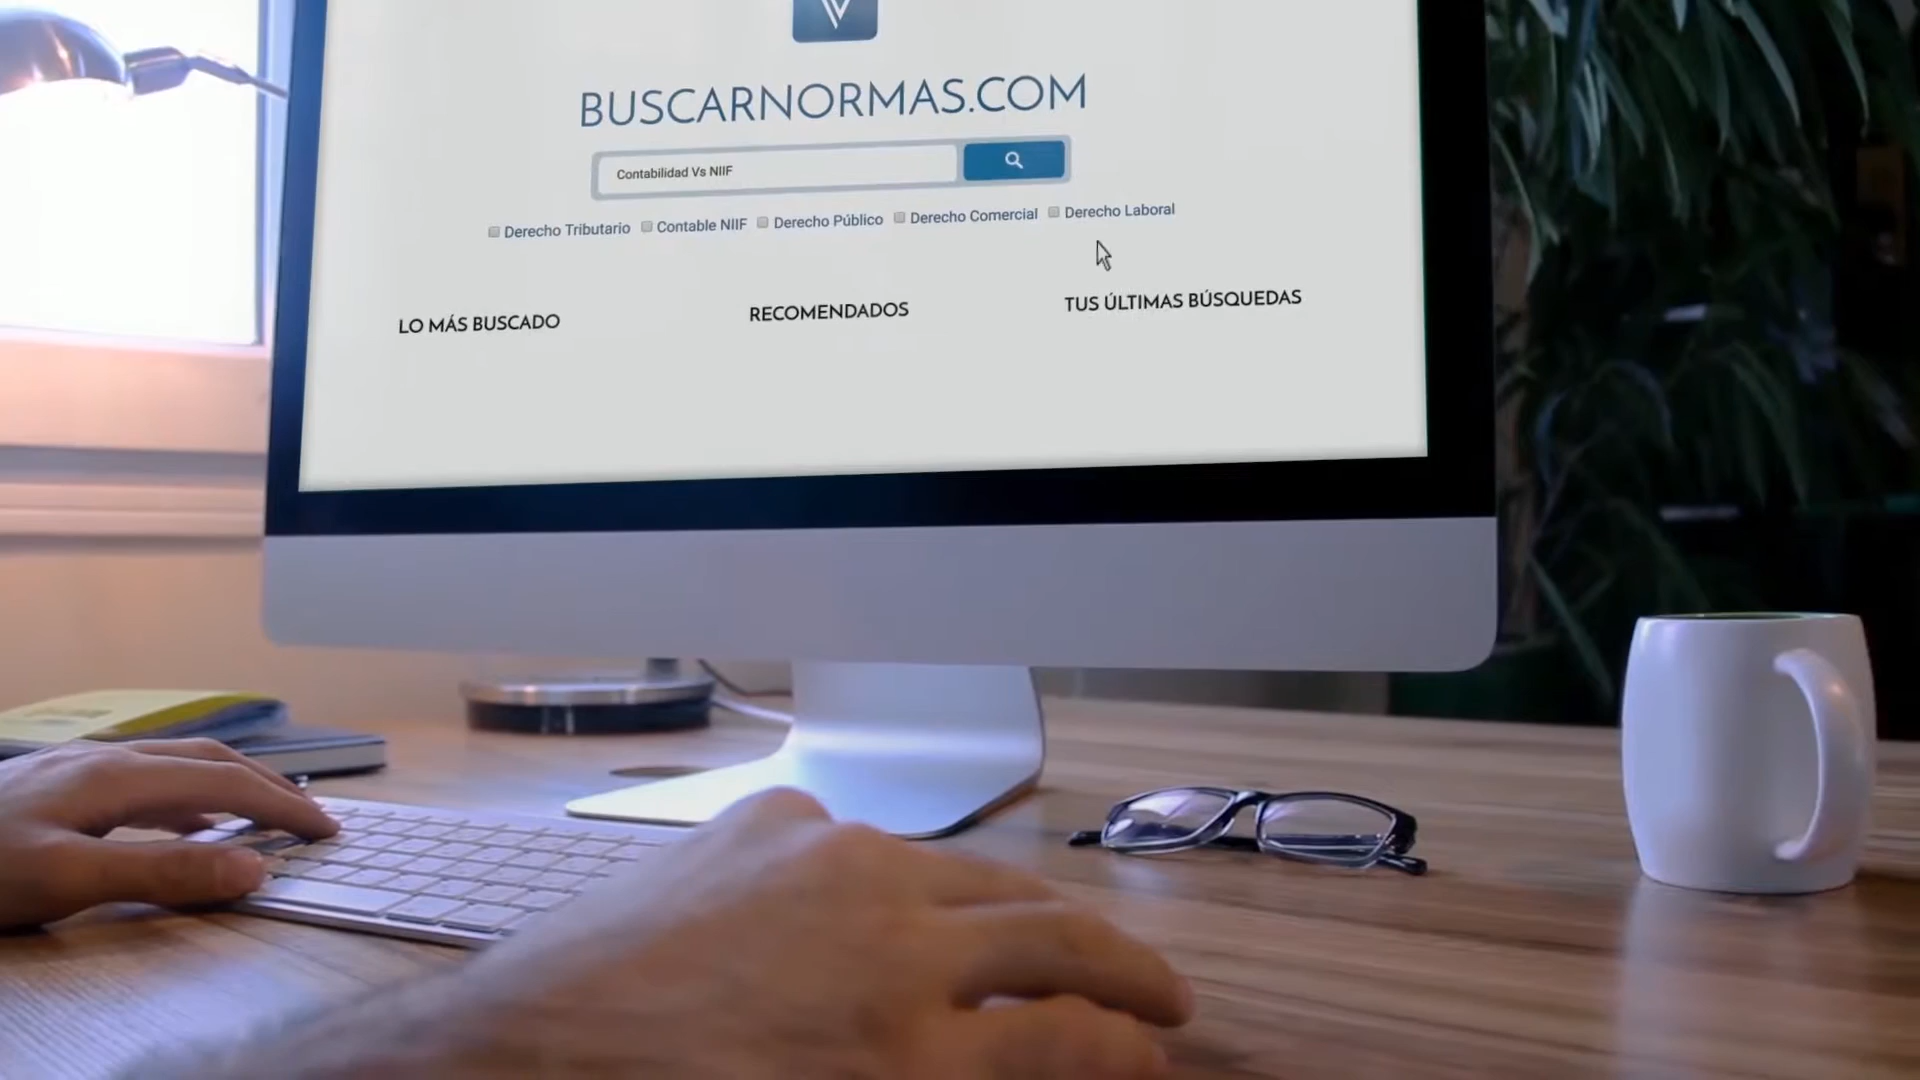 BUSCARNORMAS.COM
Contabilidad Vs NIIF
Derecho Tributario Contable NIIF Derecho Público Derecho Comercial Derecho Laboral
LO MÁS BUSCADO RECOMENDADOS TUS ÚLTIMAS BÚSQUEDAS